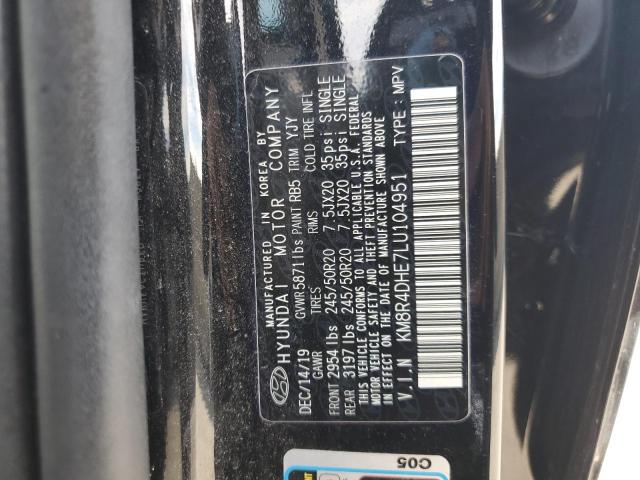 MANUFACTURED IN KOREA BY
HYUNDAI MOTOR COMPANY
DEC/14/19 GVWR 5871 lbs PAINT RB5 TRIM YJY
GAWR TIRES RIMS COLD TIRE INFL
FRONT 2954 lbs 245/50R20 7.5JX20 35psi SINGLE
REAR 3197 lbs 245/50R20 7.5JX20 35psi SINGLE
THIS VEHICLE CONFORMS TO ALL APPLICABLE U.S.A. FEDERAL
MOTOR VEHICLE SAFETY AND THEFT PREVENTION STANDARDS
IN EFFECT ON THE DATE OF MANUFACTURE SHOWN ABOVE
V.I.N KM8R4DHE7LU104951 TYPE : MPV
C05